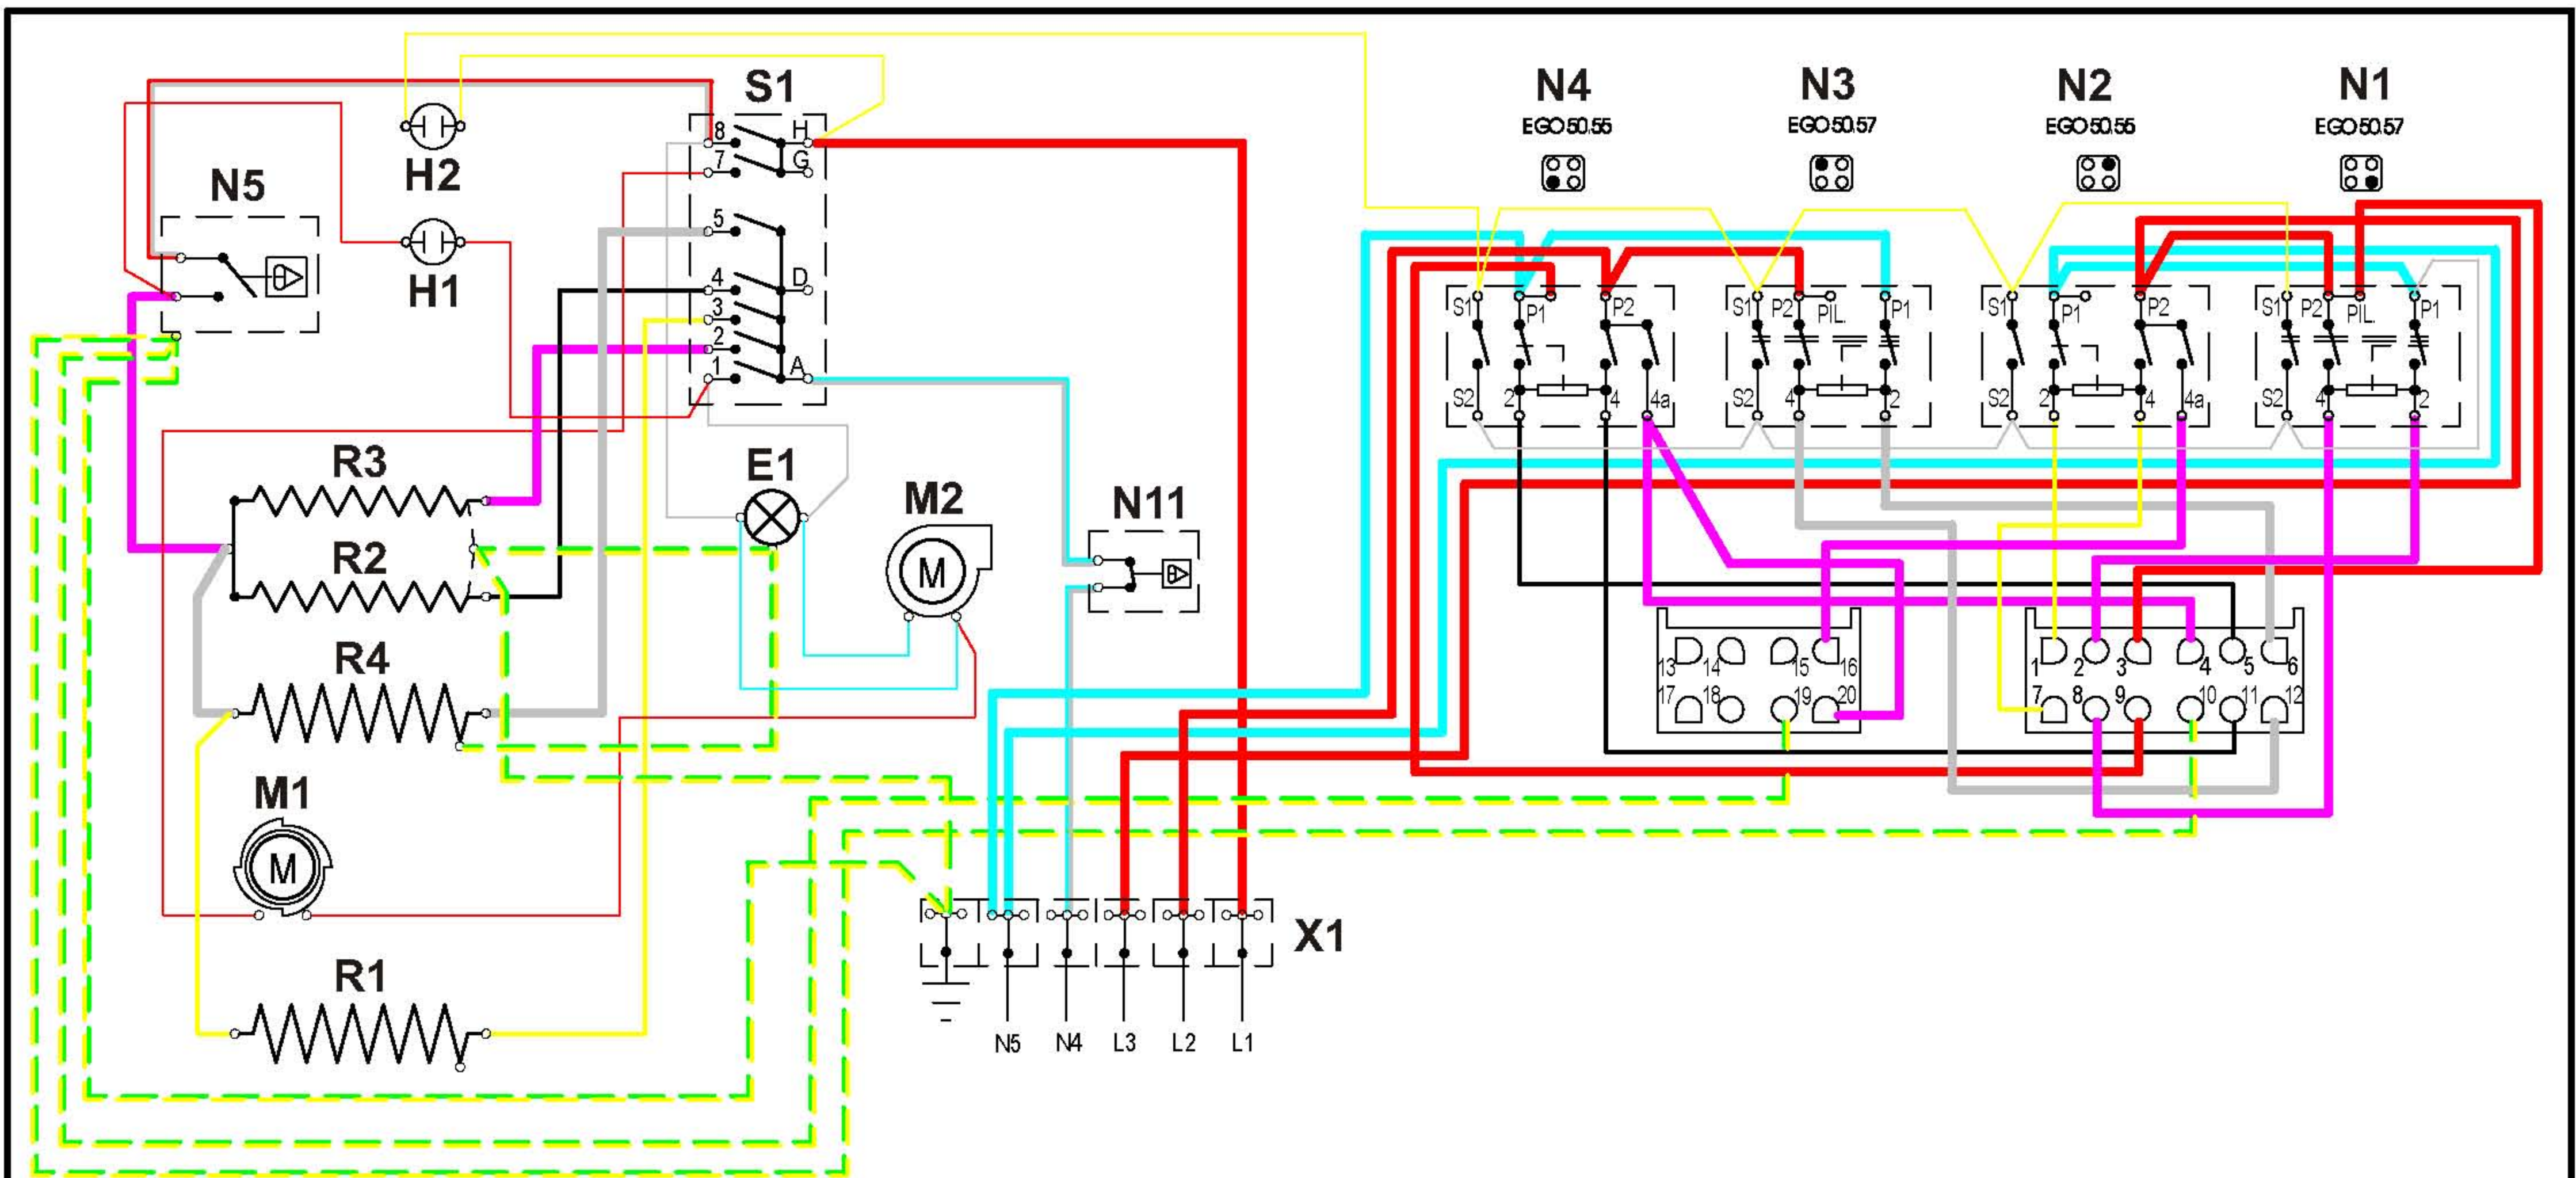 S1
N4
N3
N2
N1
EGO 50.55
EGO 50.57
EGO 50.55
EGO 50.57
H2
N5
H1
8
H
7
G
5
4
D
3
2
1
A
S1
P1
P2
S1
P2
PIL.
P1
S1
P1
P2
S1
P2
PIL.
P1
S2
2
4
4a
S2
4
2
S2
2
4
4a
S2
4
2
R3
E1
M2
N11
M
R2
R4
13
14
15
16
1
2
3
4
5
6
17
18
19
20
7
8
9
10
11
12
M1
M
X1
R1
N5
N4
L3
L2
L1